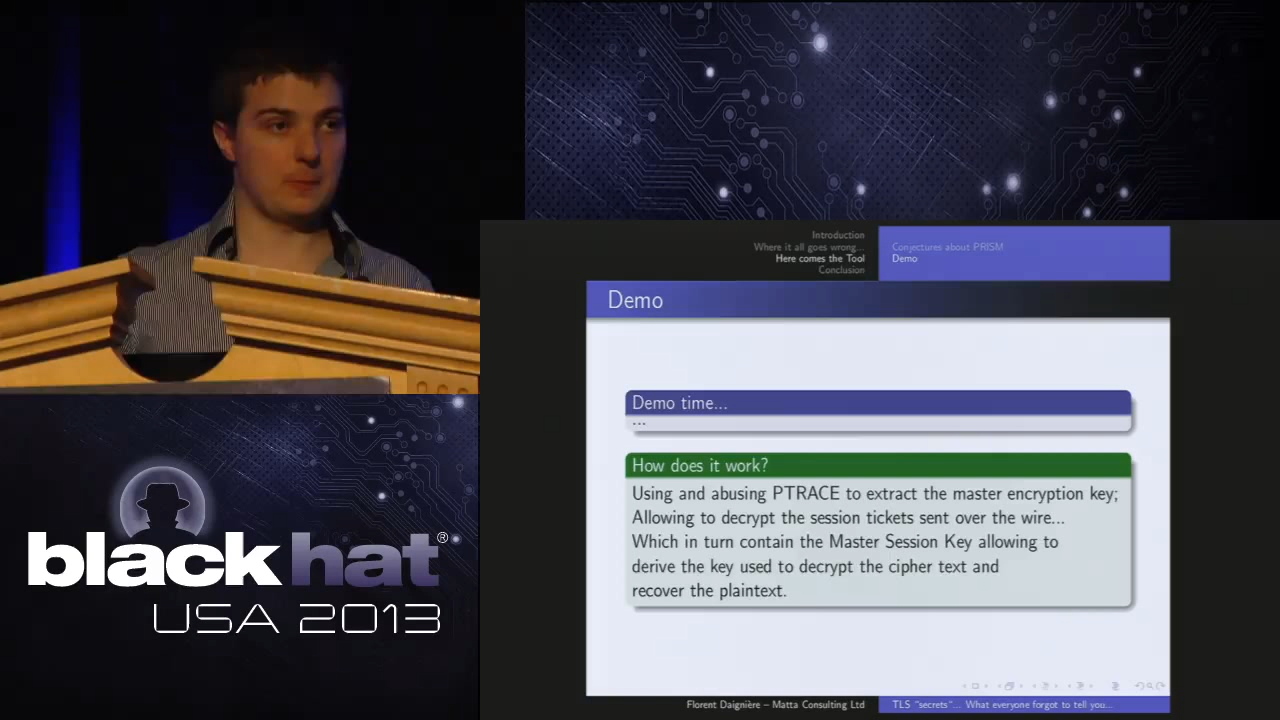 Introduction
Where it all goes wrong...
Here comes the Tool
Conclusion
Conjectures about PRISM
Demo
Demo
Demo time...
...
How does it work?
Using and abusing PTRACE to extract the master encryption key;
Allowing to decrypt the session tickets sent over the wire...
Which in turn contain the Master Session Key allowing to
derive the key used to decrypt the cipher text and
recover the plaintext.
Florent Daignière – Matta Consulting Ltd
TLS "secrets"... What everyone forgot to tell you...
black hat®
USA 2013